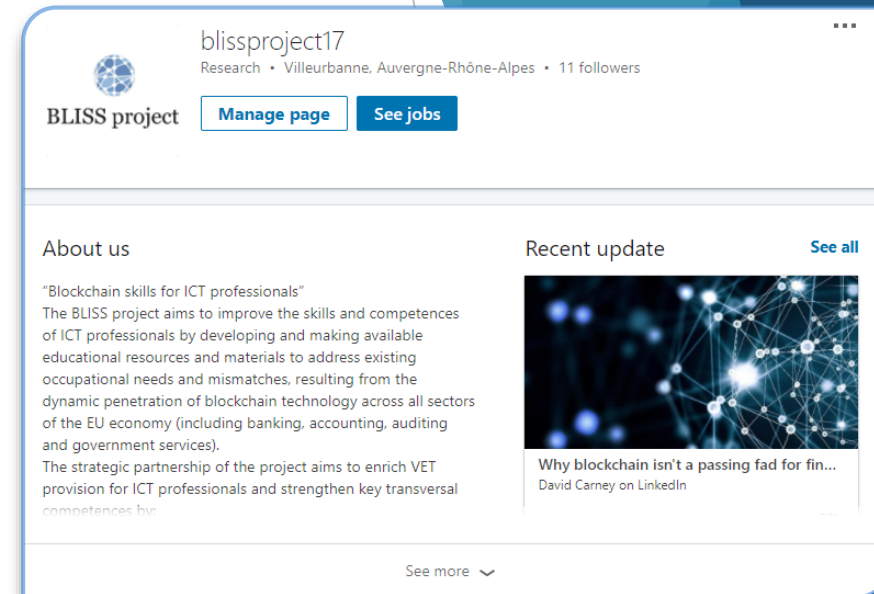 blissproject17
Research • Villeurbanne, Auvergne-Rhône-Alpes • 11 followers
BLISS project
Manage page
See jobs
About us
"Blockchain skills for ICT professionals"
The BLISS project aims to improve the skills and competences
of ICT professionals by developing and making available
educational resources and materials to address existing
occupational needs and mismatches, resulting from the
dynamic penetration of blockchain technology across all sectors
of the EU economy (including banking, accounting, auditing
and government services).
The strategic partnership of the project aims to enrich VET
provision for ICT professionals and strengthen key transversal
competences by:
Recent update
See all
Why blockchain isn't a passing fad for fin...
David Carney on LinkedIn
See more